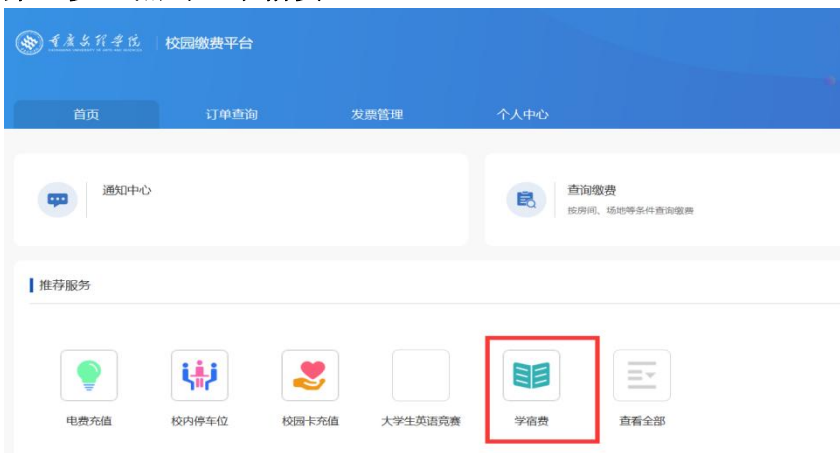 重庆文理学院 校园缴费平台
首页 订单查询 发票管理 个人中心
通知中心
查询缴费
按房间、场地等条件查询缴费
推荐服务
电费充值 校内停车位 校园卡充值 大学生英语竞赛 学宿费 查看全部